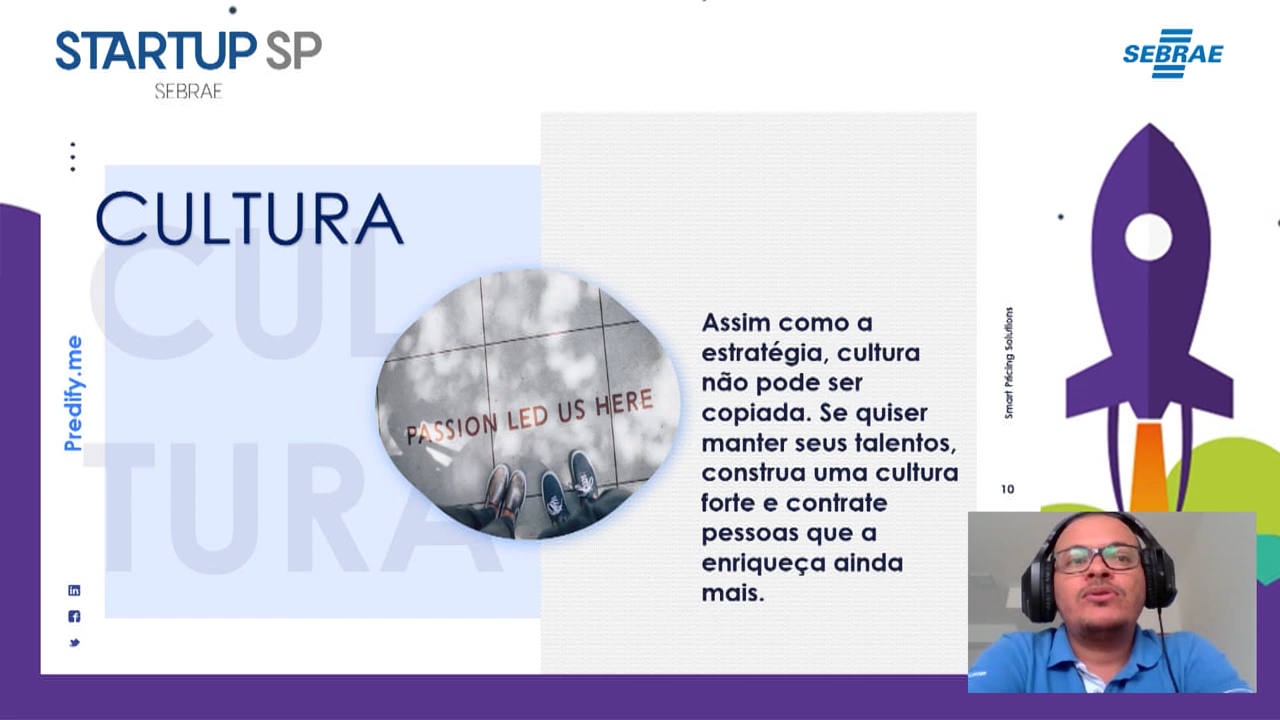 STARTUP SP
SEBRAE
SEBRAE
CULTURA
CUL
TURA
Predify.me
PASSION LED US HERE
Assim como a
estratégia, cultura
não pode ser
copiada. Se quiser
manter seus talentos,
construa uma cultura
forte e contrate
pessoas que a
enriqueça ainda
mais.
Smart Pricing Solutions
10